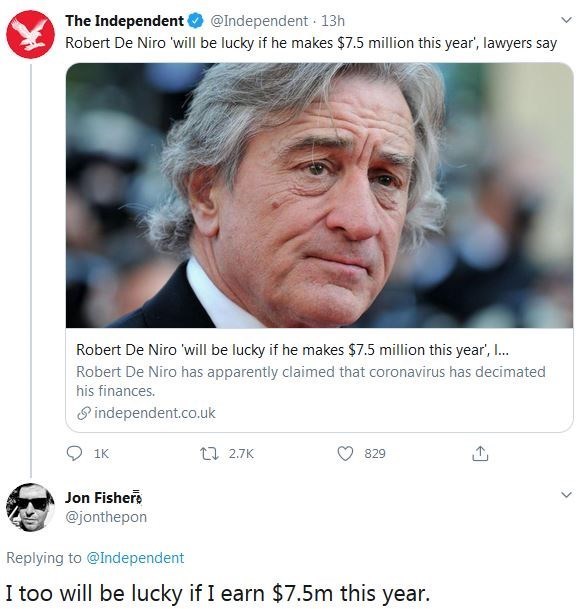 The Independent @Independent · 13h
Robert De Niro 'will be lucky if he makes $7.5 million this year', lawyers say
Robert De Niro 'will be lucky if he makes $7.5 million this year', l...
Robert De Niro has apparently claimed that coronavirus has decimated
his finances.
independent.co.uk
1K 2.7K 829
Jon Fisher
@jonthepon
Replying to @Independent
I too will be lucky if I earn $7.5m this year.